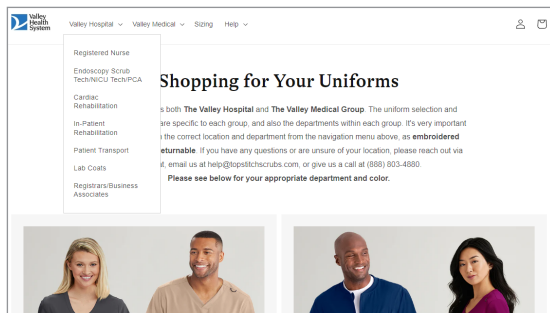 Valley
Health
System
Valley Hospital
Valley Medical
Sizing
Help
Registered Nurse
Endoscopy Scrub
Tech/NICU Tech/PCA
Cardiac
Rehabilitation
In-Patient
Rehabilitation
Patient Transport
Lab Coats
Registrars/Business
Associates
Shopping for Your Uniforms
s both The Valley Hospital and The Valley Medical Group. The uniform selection and
are specific to each group, and also the departments within each group. It's very important
the correct location and department from the navigation menu above, as embroidered
eturnable. If you have any questions or are unsure of your location, please reach out via
t, email us at help@topstitchscrubs.com, or give us a call at (888) 803-4880.
Please see below for your appropriate department and color.